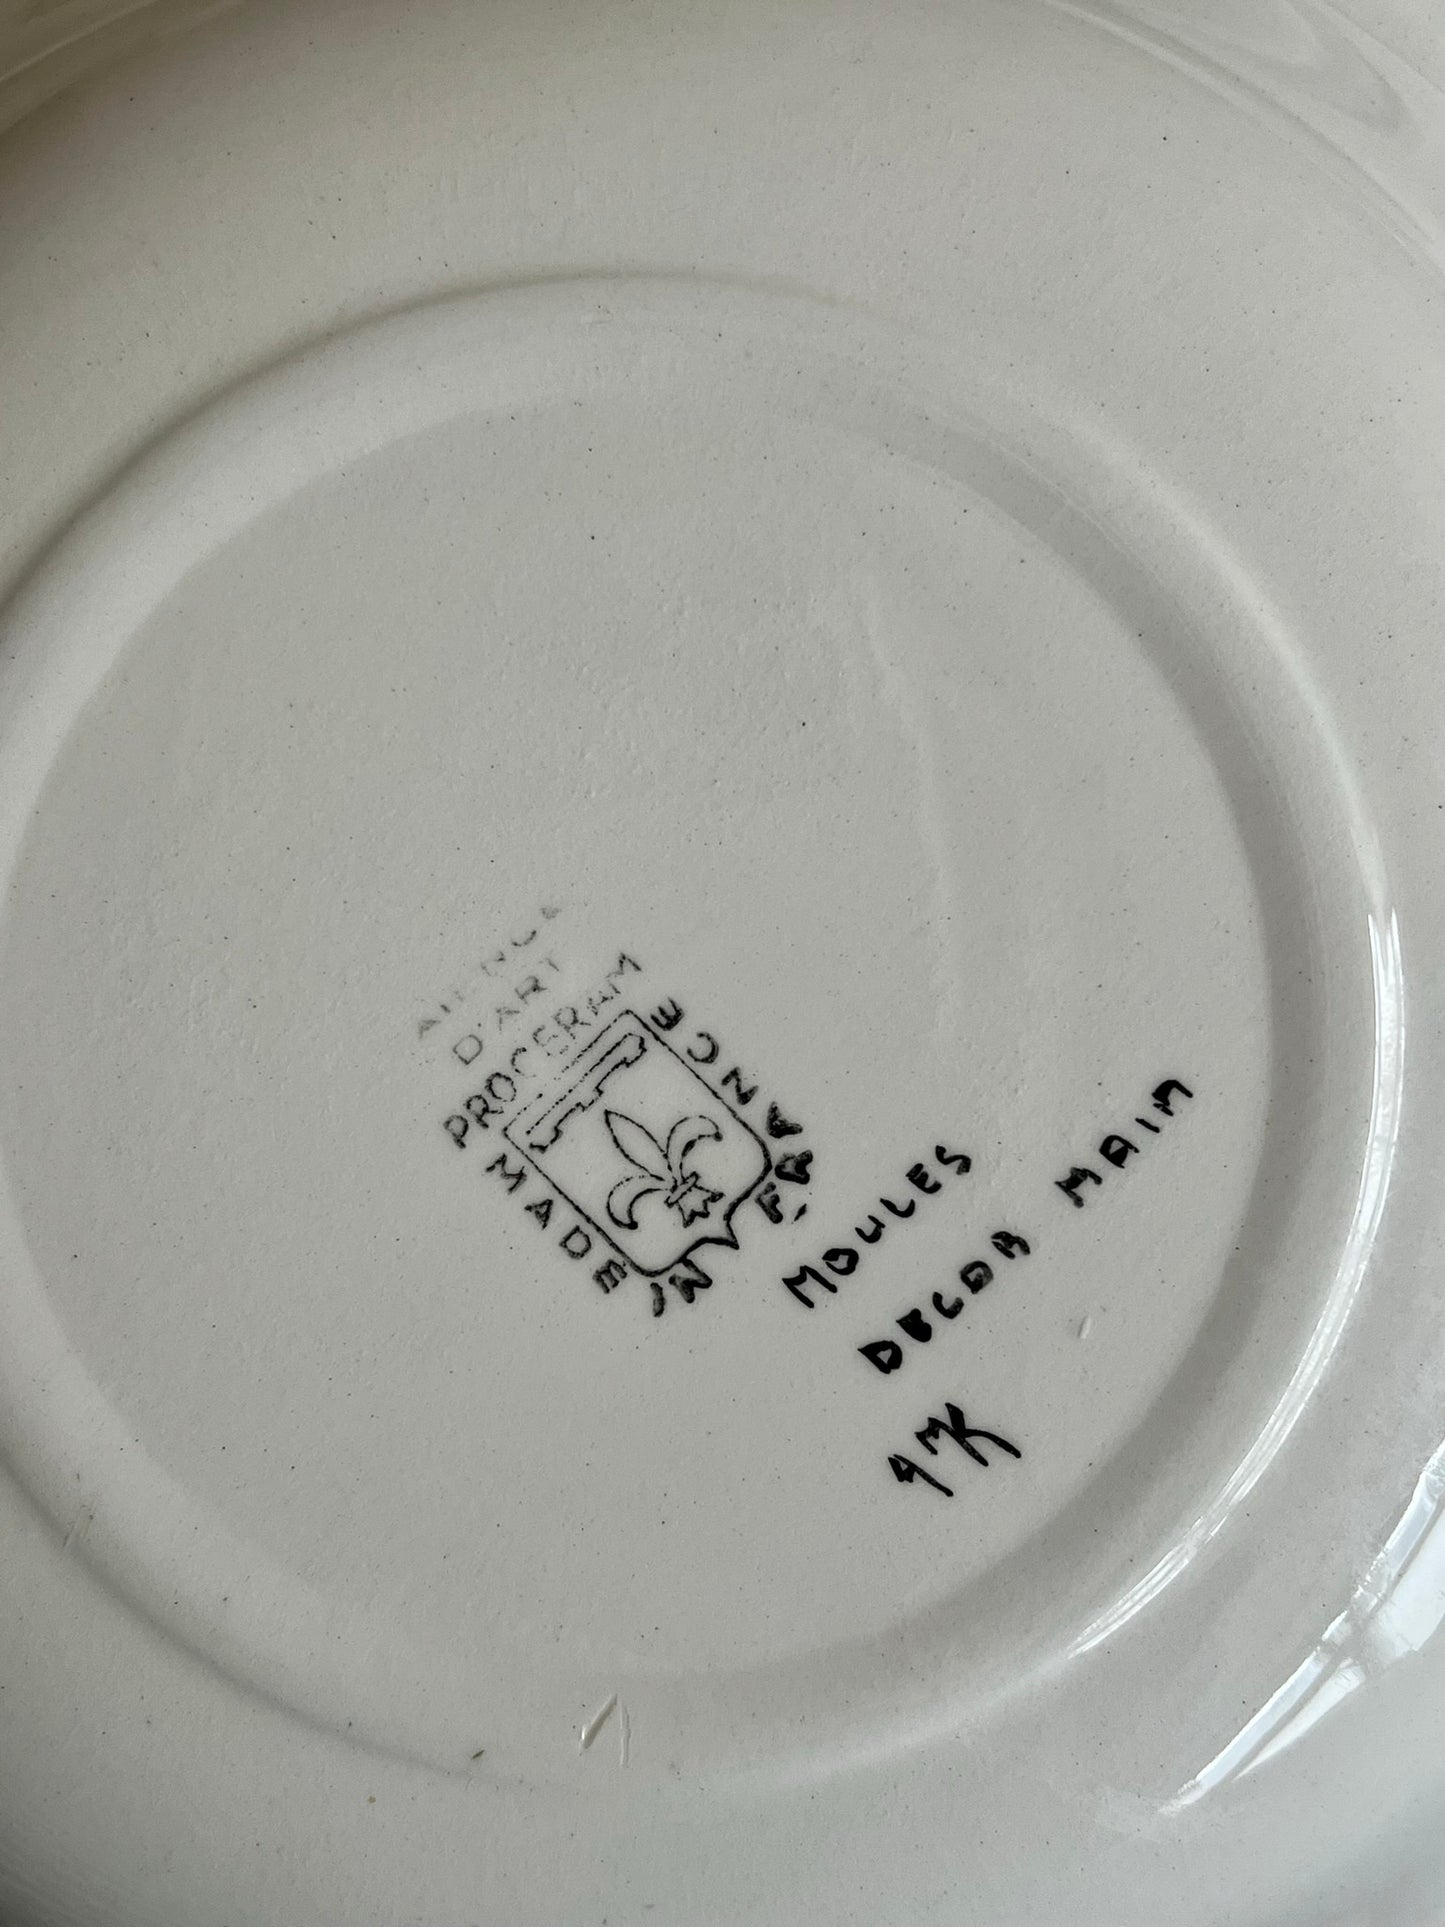 D'ART
PROCERAM
MADE IN FRANCE
MOULES
DECOR MAIN